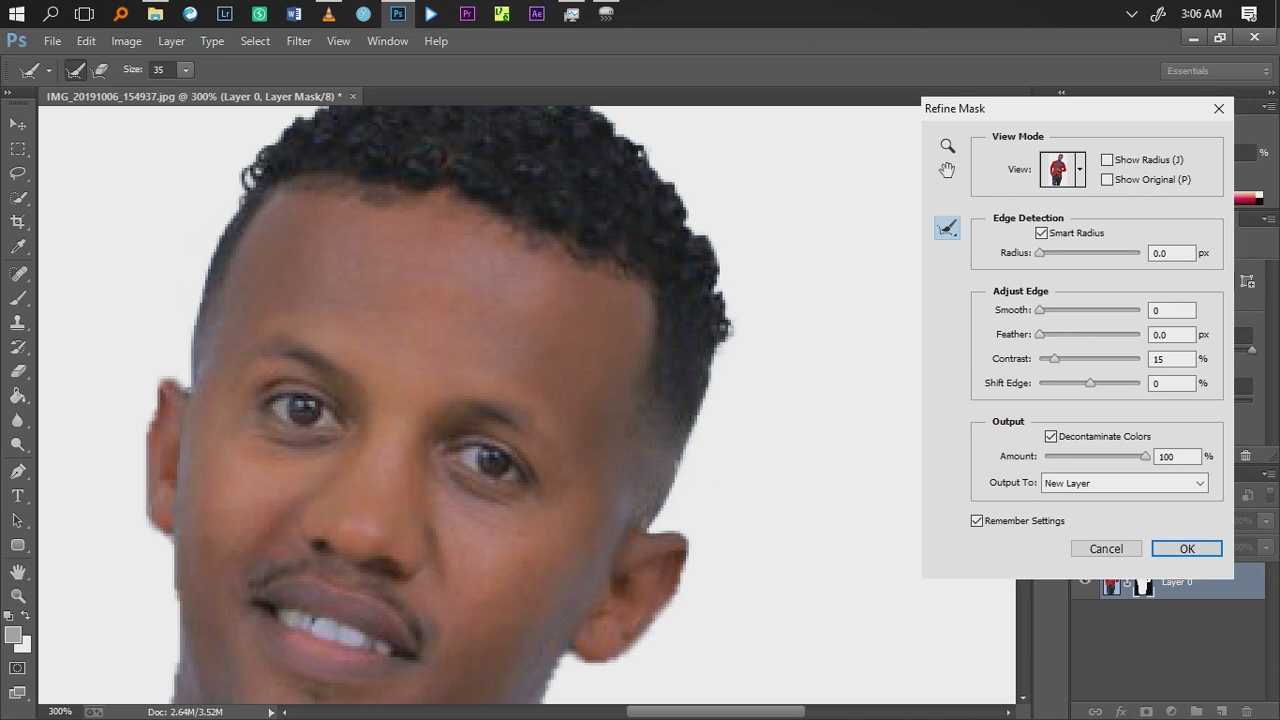 3:06 AM
Ps File Edit Image Layer Type Select Filter View Window Help
Size: 35 Essentials
IMG_20191006_154937.jpg @ 300% (Layer 0, Layer Mask/8) *
Refine Mask
View Mode
View:
Show Radius (J)
Show Original (P)
Edge Detection
Smart Radius
Radius: 0.0 px
Adjust Edge
Smooth: 0
Feather: 0.0 px
Contrast: 15 %
Shift Edge: 0 %
Output
Decontaminate Colors
Amount: 100 %
Output To: New Layer
Remember Settings
Cancel OK
Layer 0
300% Doc: 2.64M/3.52M